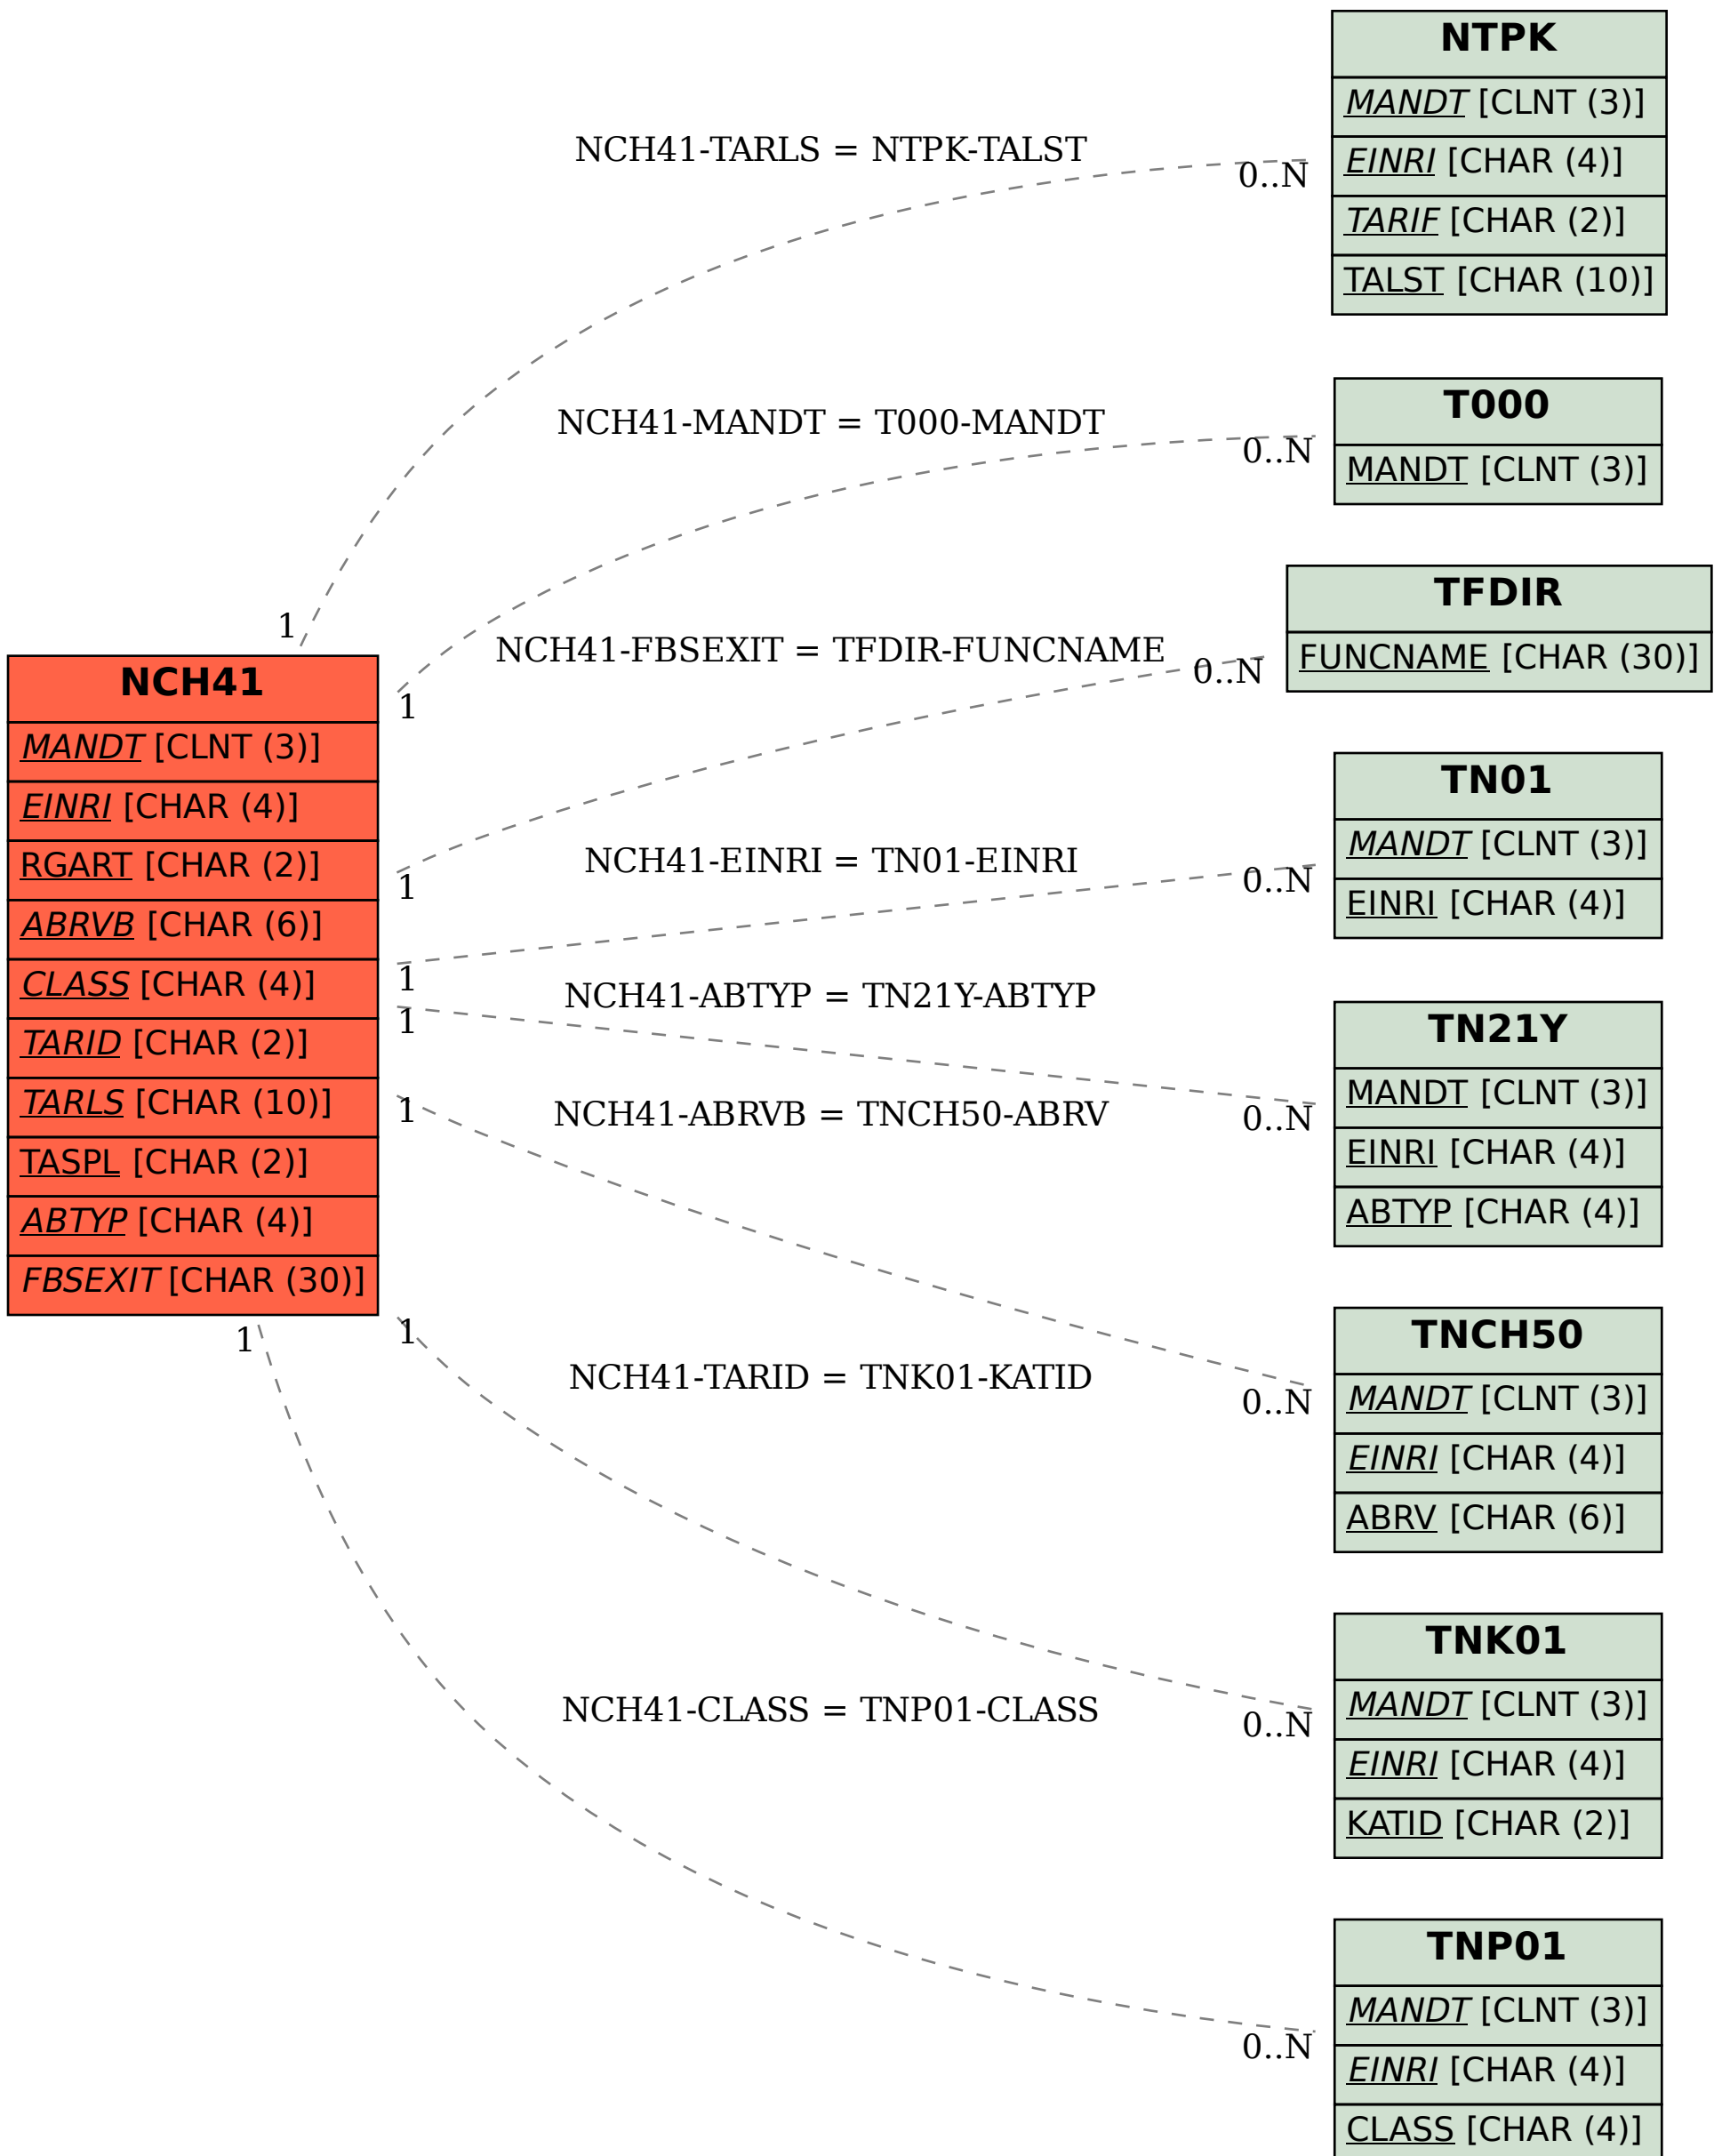 NTPK
MANDT [CLNT (3)]
EINRI [CHAR (4)]
TARIF [CHAR (2)]
TALST [CHAR (10)]
NCH41-TARLS = NTPK-TALST
0..N
1
T000
MANDT [CLNT (3)]
NCH41-MANDT = T000-MANDT
0..N
1
TFDIR
FUNCNAME [CHAR (30)]
NCH41-FBSEXIT = TFDIR-FUNCNAME
0..N
1
NCH41
MANDT [CLNT (3)]
EINRI [CHAR (4)]
RGART [CHAR (2)]
ABRVB [CHAR (6)]
CLASS [CHAR (4)]
TARID [CHAR (2)]
TARLS [CHAR (10)]
TASPL [CHAR (2)]
ABTYP [CHAR (4)]
FBSEXIT [CHAR (30)]
TN01
MANDT [CLNT (3)]
EINRI [CHAR (4)]
NCH41-EINRI = TN01-EINRI
0..N
1
TN21Y
MANDT [CLNT (3)]
EINRI [CHAR (4)]
ABTYP [CHAR (4)]
NCH41-ABTYP = TN21Y-ABTYP
0..N
1
TNCH50
MANDT [CLNT (3)]
EINRI [CHAR (4)]
ABRV [CHAR (6)]
NCH41-ABRVB = TNCH50-ABRV
0..N
1
TNK01
MANDT [CLNT (3)]
EINRI [CHAR (4)]
KATID [CHAR (2)]
NCH41-TARID = TNK01-KATID
0..N
1
TNP01
MANDT [CLNT (3)]
EINRI [CHAR (4)]
CLASS [CHAR (4)]
NCH41-CLASS = TNP01-CLASS
0..N
1